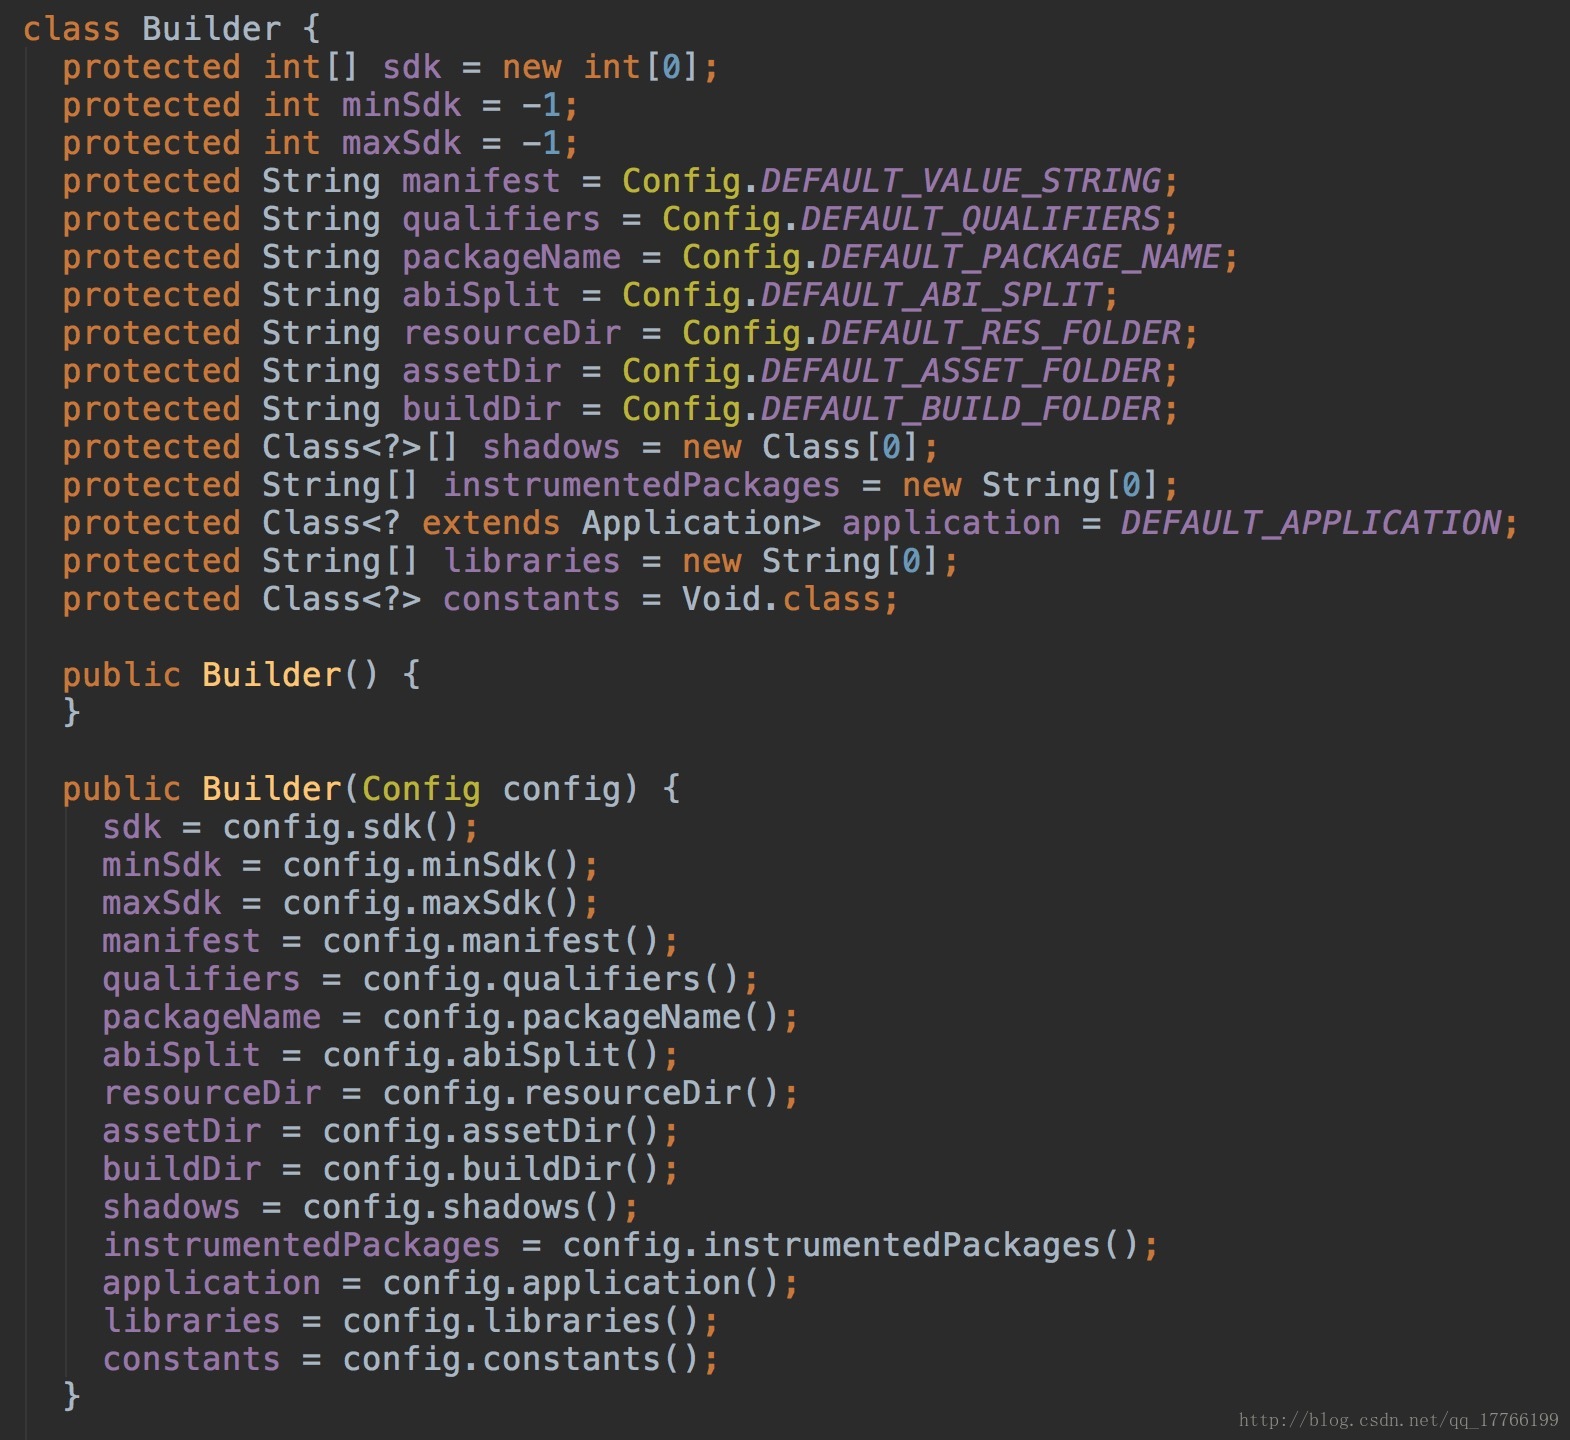 class Builder {
protected int[] sdk = new int[0];
protected int minSdk = -1;
protected int maxSdk = -1;
protected String manifest = Config.DEFAULT_VALUE_STRING;
protected String qualifiers = Config.DEFAULT_QUALIFIERS;
protected String packageName = Config.DEFAULT_PACKAGE_NAME;
protected String abiSplit = Config.DEFAULT_ABI_SPLIT;
protected String resourceDir = Config.DEFAULT_RES_FOLDER;
protected String assetDir = Config.DEFAULT_ASSET_FOLDER;
protected String buildDir = Config.DEFAULT_BUILD_FOLDER;
protected Class<?>[] shadows = new Class[0];
protected String[] instrumentedPackages = new String[0];
protected Class<? extends Application> application = DEFAULT_APPLICATION;
protected String[] libraries = new String[0];
protected Class<?> constants = Void.class;
public Builder() {
}
public Builder(Config config) {
sdk = config.sdk();
minSdk = config.minSdk();
maxSdk = config.maxSdk();
manifest = config.manifest();
qualifiers = config.qualifiers();
packageName = config.packageName();
abiSplit = config.abiSplit();
resourceDir = config.resourceDir();
assetDir = config.assetDir();
buildDir = config.buildDir();
shadows = config.shadows();
instrumentedPackages = config.instrumentedPackages();
application = config.application();
libraries = config.libraries();
constants = config.constants();
}
http://blog.csdn.net/qq_17766199